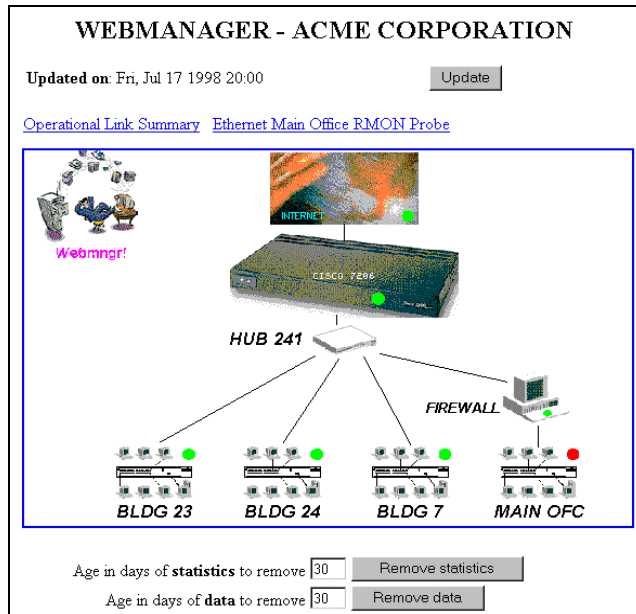 WEBMANAGER - ACME CORPORATION
Updated on: Fri, Jul 17 1998 20:00 Update
Operational Link Summary Ethernet Main Office RMON Probe
INTERNET
Webmngr!
CISCO 7206
HUB 241
FIREWALL
BLDG 23 BLDG 24 BLDG 7 MAIN OFC
Age in days of statistics to remove 30 Remove statistics
Age in days of data to remove 30 Remove data